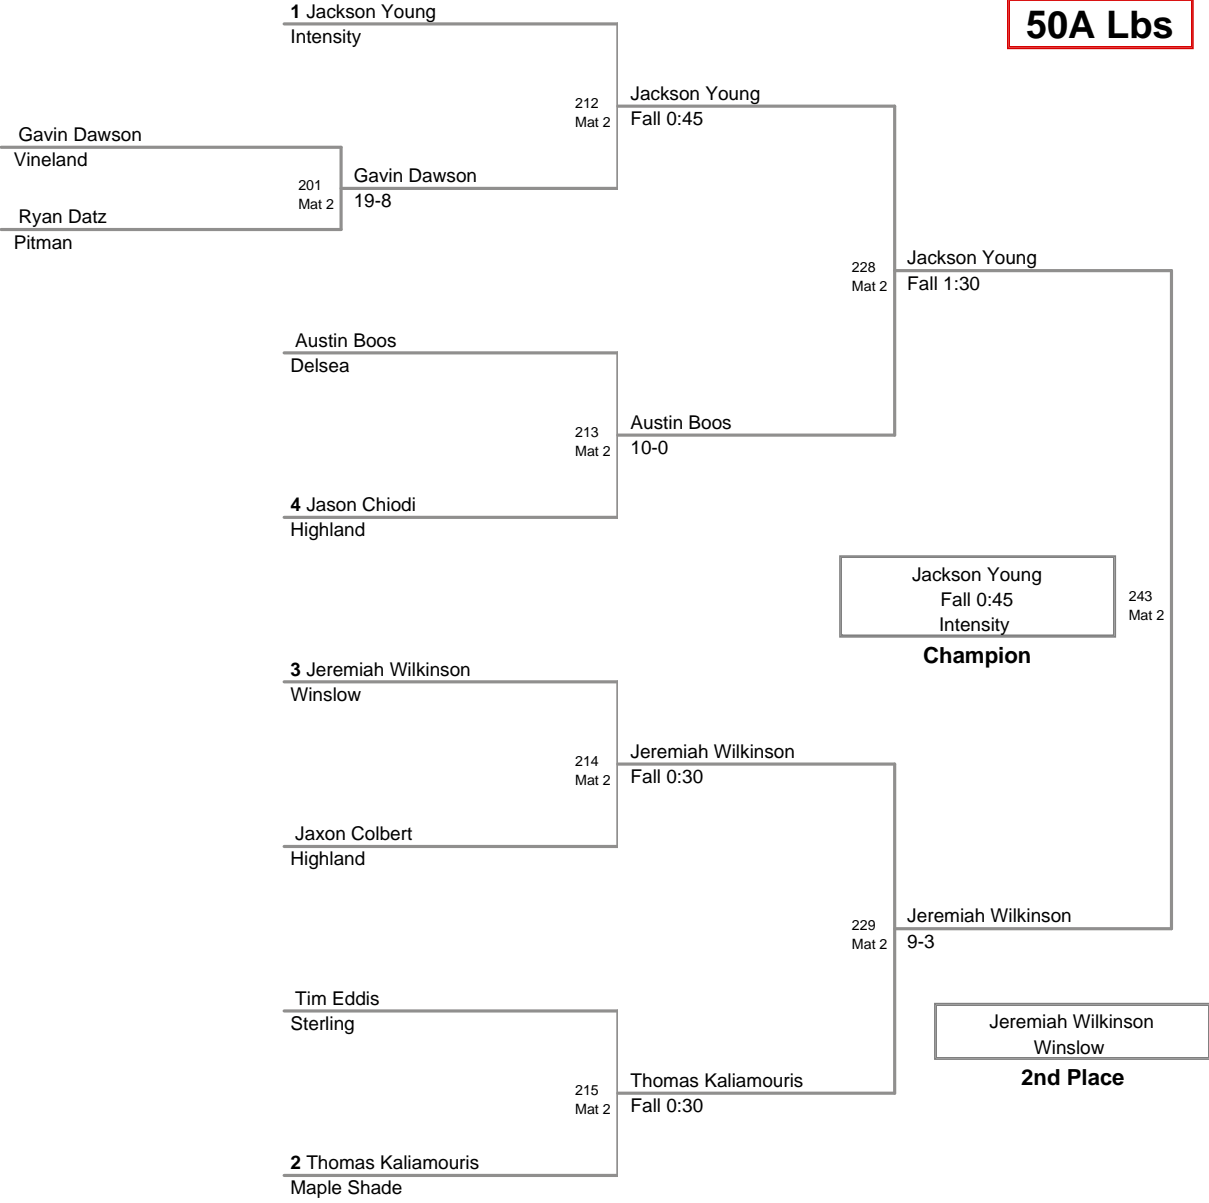 50A Lbs
1 Jackson Young
Intensity
212
Mat 2
Jackson Young
Fall 0:45
Gavin Dawson
Vineland
201
Mat 2
Gavin Dawson
19-8
Ryan Datz
Pitman
228
Mat 2
Jackson Young
Fall 1:30
Austin Boos
Delsea
213
Mat 2
Austin Boos
10-0
4 Jason Chiodi
Highland
Jackson Young
Fall 0:45
Intensity
Champion
243
Mat 2
3 Jeremiah Wilkinson
Winslow
214
Mat 2
Jeremiah Wilkinson
Fall 0:30
Jaxon Colbert
Highland
229
Mat 2
Jeremiah Wilkinson
9-3
Tim Eddis
Sterling
Jeremiah Wilkinson
Winslow
2nd Place
215
Mat 2
Thomas Kaliamouris
Fall 0:30
2 Thomas Kaliamouris
Maple Shade